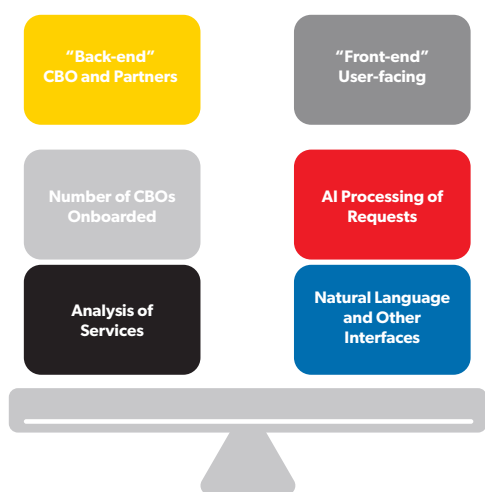 “Back-end”
CBO and Partners
“Front-end”
User-facing
Number of CBOs
Onboarded
AI Processing of
Requests
Analysis of
Services
Natural Language
and Other
Interfaces